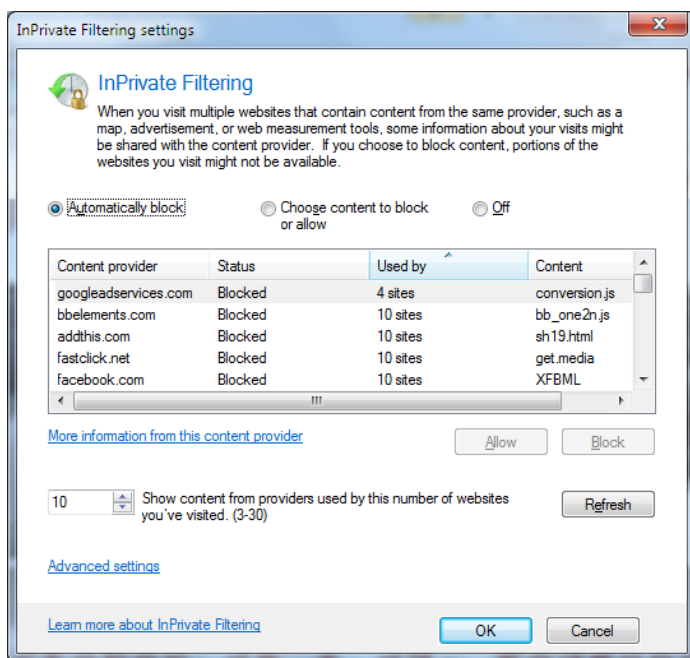 InPrivate Filtering settings
InPrivate Filtering
When you visit multiple websites that contain content from the same provider, such as a
map, advertisement, or web measurement tools, some information about your visits might
be shared with the content provider. If you choose to block content, portions of the
websites you visit might not be available.
Automatically block
Choose content to block
or allow
Off
Content provider Status Used by Content
googleadservices.com Blocked 4 sites conversion.js
bbelements.com Blocked 10 sites bb_one2n.js
addthis.com Blocked 10 sites sh19.html
fastclick.net Blocked 10 sites get.media
facebook.com Blocked 10 sites XFBML
More information from this content provider
Allow
Block
10
Show content from providers used by this number of websites
you've visited. (3-30)
Refresh
Advanced settings
Learn more about InPrivate Filtering
OK
Cancel